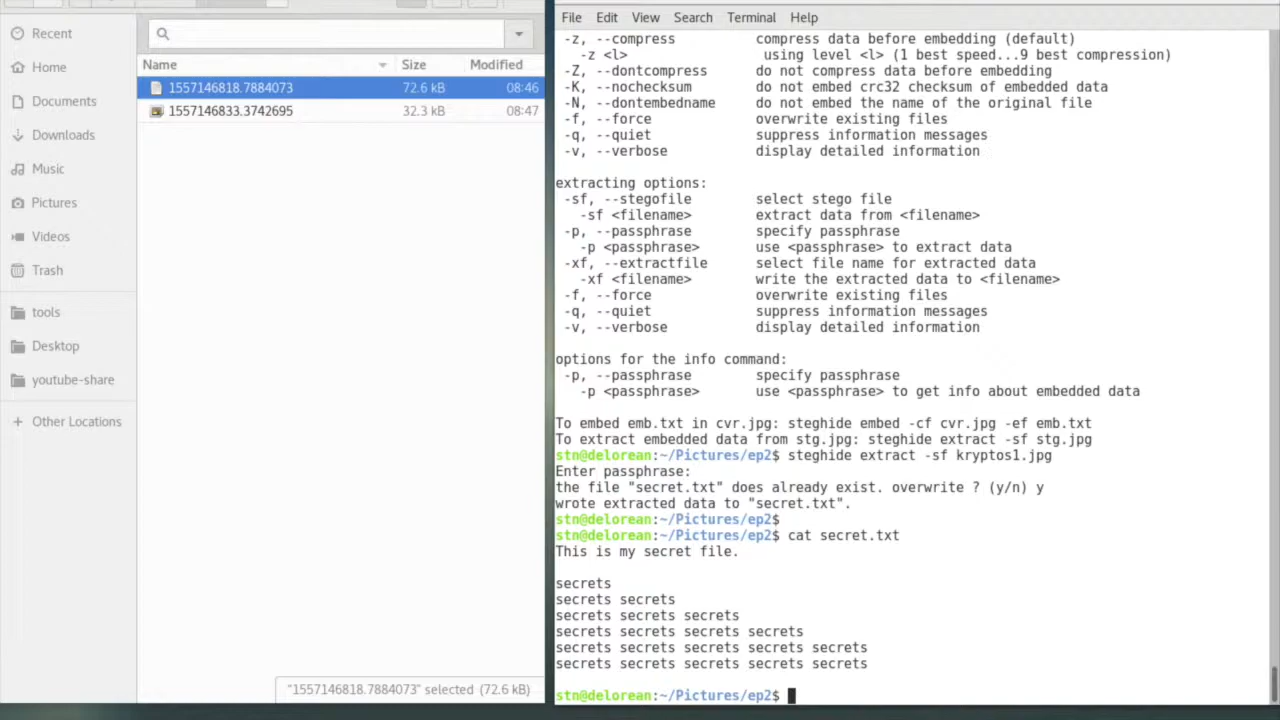 Recent
Home
Documents
Downloads
Music
Pictures
Videos
Trash
tools
Desktop
youtube-share
+ Other Locations
Name Size Modified
1557146818.7884073 72.6 kB 08:46
1557146833.3742695 32.3 kB 08:47
"1557146818.7884073" selected (72.6 kB)
File Edit View Search Terminal Help
-z, --compress compress data before embedding (default)
-z <l> using level <l> (1 best speed...9 best compression)
-Z, --dontcompress do not compress data before embedding
-K, --nochecksum do not embed crc32 checksum of embedded data
-N, --dontembedname do not embed the name of the original file
-f, --force overwrite existing files
-q, --quiet suppress information messages
-v, --verbose display detailed information
extracting options:
-sf, --stegofile select stego file
-sf <filename> extract data from <filename>
-p, --passphrase specify passphrase
-p <passphrase> use <passphrase> to extract data
-xf, --extractfile select file name for extracted data
-xf <filename> write the extracted data to <filename>
-f, --force overwrite existing files
-q, --quiet suppress information messages
-v, --verbose display detailed information
options for the info command:
-p, --passphrase specify passphrase
-p <passphrase> use <passphrase> to get info about embedded data
To embed emb.txt in cvr.jpg: steghide embed -cf cvr.jpg -ef emb.txt
To extract embedded data from stg.jpg: steghide extract -sf stg.jpg
stn@delorean:~/Pictures/ep2$ steghide extract -sf kryptos1.jpg
Enter passphrase:
the file "secret.txt" does already exist. overwrite ? (y/n) y
wrote extracted data to "secret.txt".
stn@delorean:~/Pictures/ep2$
stn@delorean:~/Pictures/ep2$ cat secret.txt
This is my secret file.
secrets
secrets secrets
secrets secrets secrets
secrets secrets secrets secrets
secrets secrets secrets secrets secrets
secrets secrets secrets secrets secrets
stn@delorean:~/Pictures/ep2$